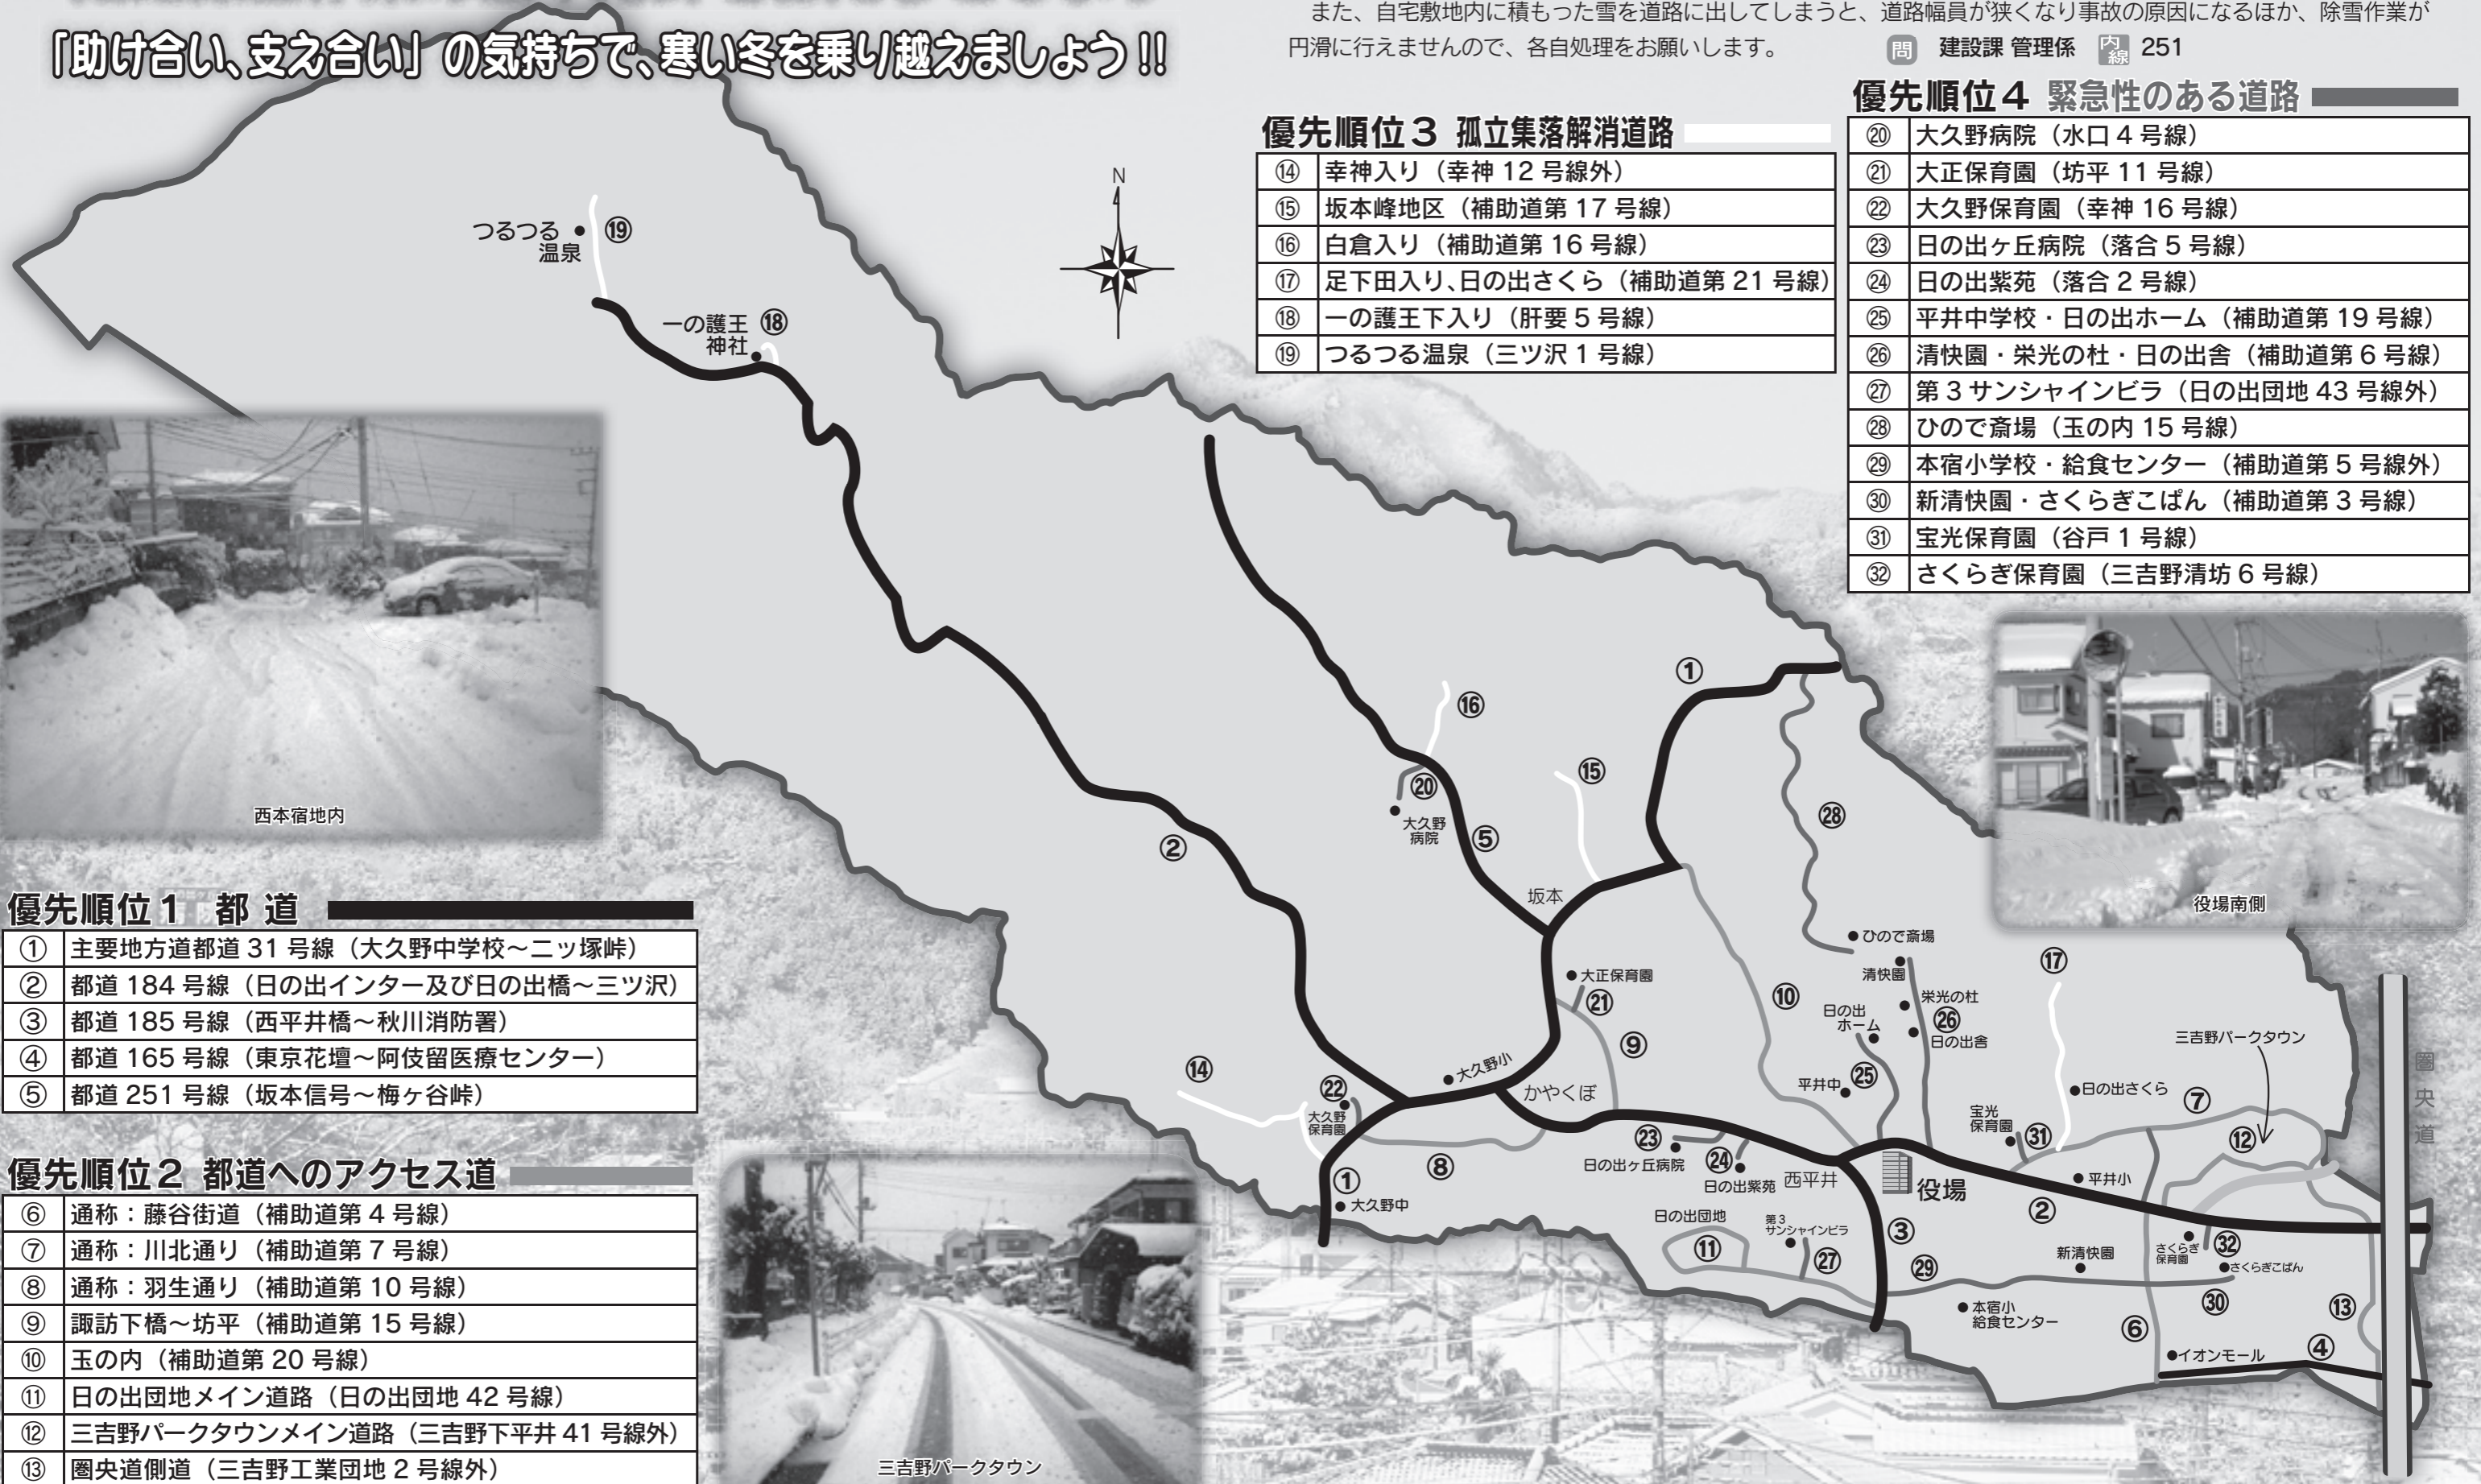 「助け合い、支え合い」の気持ちで、寒い冬を乗り越えましょう!!
また、自宅敷地内に積もった雪を道路に出してしまうと、道路幅員が狭くなり事故の原因になるほか、除雪作業が
円滑に行えませんので、各自処理をお願いします。
問 建設課 管理係 内線 251
優先順位3 孤立集落解消道路
⑭ 幸神入り（幸神 12 号線外）
⑮ 坂本峰地区（補助道第 17 号線）
⑯ 白倉入り（補助道第 16 号線）
⑰ 足下田入り、日の出さくら（補助道第 21 号線）
⑱ 一の護王下入り（肝要 5 号線）
⑲ つるつる温泉（三ツ沢 1 号線）
優先順位4 緊急性のある道路
⑳ 大久野病院（水口 4 号線）
㉑ 大正保育園（坊平 11 号線）
㉒ 大久野保育園（幸神 16 号線）
㉓ 日の出ヶ丘病院（落合 5 号線）
㉔ 日の出紫苑（落合 2 号線）
㉕ 平井中学校・日の出ホーム（補助道第 19 号線）
㉖ 清快園・栄光の杜・日の出舎（補助道第 6 号線）
㉗ 第 3 サンシャインビラ（日の出団地 43 号線外）
㉘ ひので斎場（玉の内 15 号線）
㉙ 本宿小学校・給食センター（補助道第 5 号線外）
㉚ 新清快園・さくらぎこぱん（補助道第 3 号線）
㉛ 宝光保育園（谷戸 1 号線）
㉜ さくらぎ保育園（三吉野清坊 6 号線）
N
つるつる
温泉
⑲
一の護王
神社
⑱
西本宿地内
役場南側
①
⑯
⑮
⑳
大久野
病院
⑤
㉘
②
坂本
ひので斎場
清快園
⑰
大正保育園
㉑
⑩
栄光の杜
㉖
日の出
ホーム
日の出舎
⑨
三吉野パークタウン
圏央道
⑭
大久野小
かやくぼ
㉒
大久野
保育園
平井中
㉕
日の出さくら
⑦
宝光
保育園
㉛
⑫
㉓
日の出ヶ丘病院
㉔
日の出紫苑
西平井
役場
平井小
⑧
①
大久野中
②
日の出団地
⑪
第3
サンシャインビラ
㉗
③
㉙
新清快園
さくらぎ
保育園
㉜
さくらぎこぱん
㉚
⑬
本宿小
給食センター
⑥
イオンモール
④
優先順位1 都 道
① 主要地方道都道 31 号線（大久野中学校～二ッ塚峠）
② 都道 184 号線（日の出インター及び日の出橋～三ツ沢）
③ 都道 185 号線（西平井橋～秋川消防署）
④ 都道 165 号線（東京花壇～阿伎留医療センター）
⑤ 都道 251 号線（坂本信号～梅ヶ谷峠）
優先順位2 都道へのアクセス道
⑥ 通称：藤谷街道（補助道第 4 号線）
⑦ 通称：川北通り（補助道第 7 号線）
⑧ 通称：羽生通り（補助道第 10 号線）
⑨ 諏訪下橋～坊平（補助道第 15 号線）
⑩ 玉の内（補助道第 20 号線）
⑪ 日の出団地メイン道路（日の出団地 42 号線）
⑫ 三吉野パークタウンメイン道路（三吉野下平井 41 号線外）
⑬ 圏央道側道（三吉野工業団地 2 号線外）
三吉野パークタウン